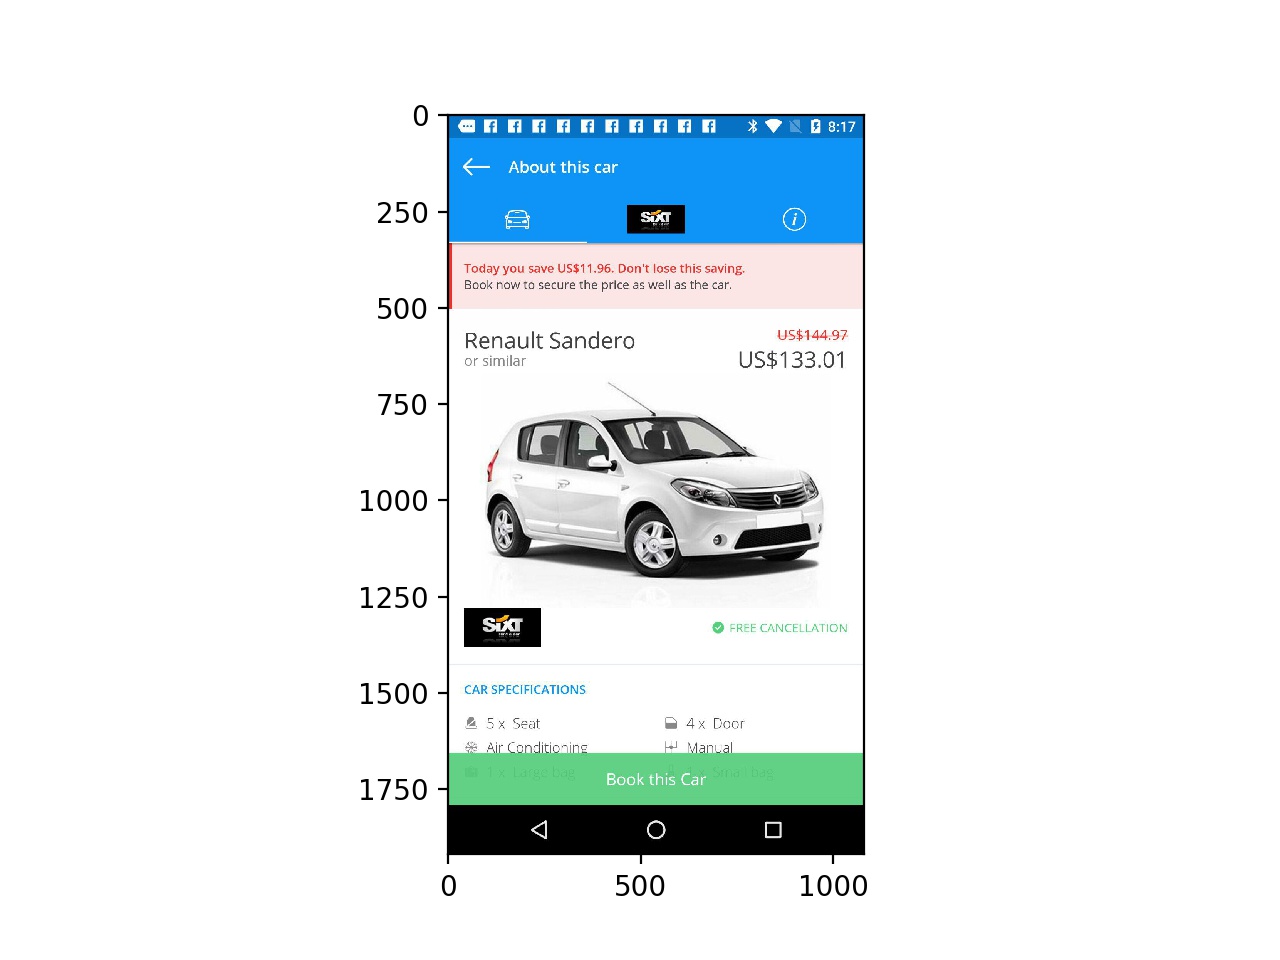 0
250
500
750
1000
1250
1500
1750
0
500
1000
8:17
About this car
SIXT
i
Today you save US$11.96. Don't lose this saving.
Book now to secure the price as well as the car.
Renault Sandero
US$144.97
or similar
US$133.01
SIXT
rent a car
FREE CANCELLATION
CAR SPECIFICATIONS
5 x Seat
4 x Door
Air Conditioning
Manual
1 x Large bag
Small bag
Book this Car